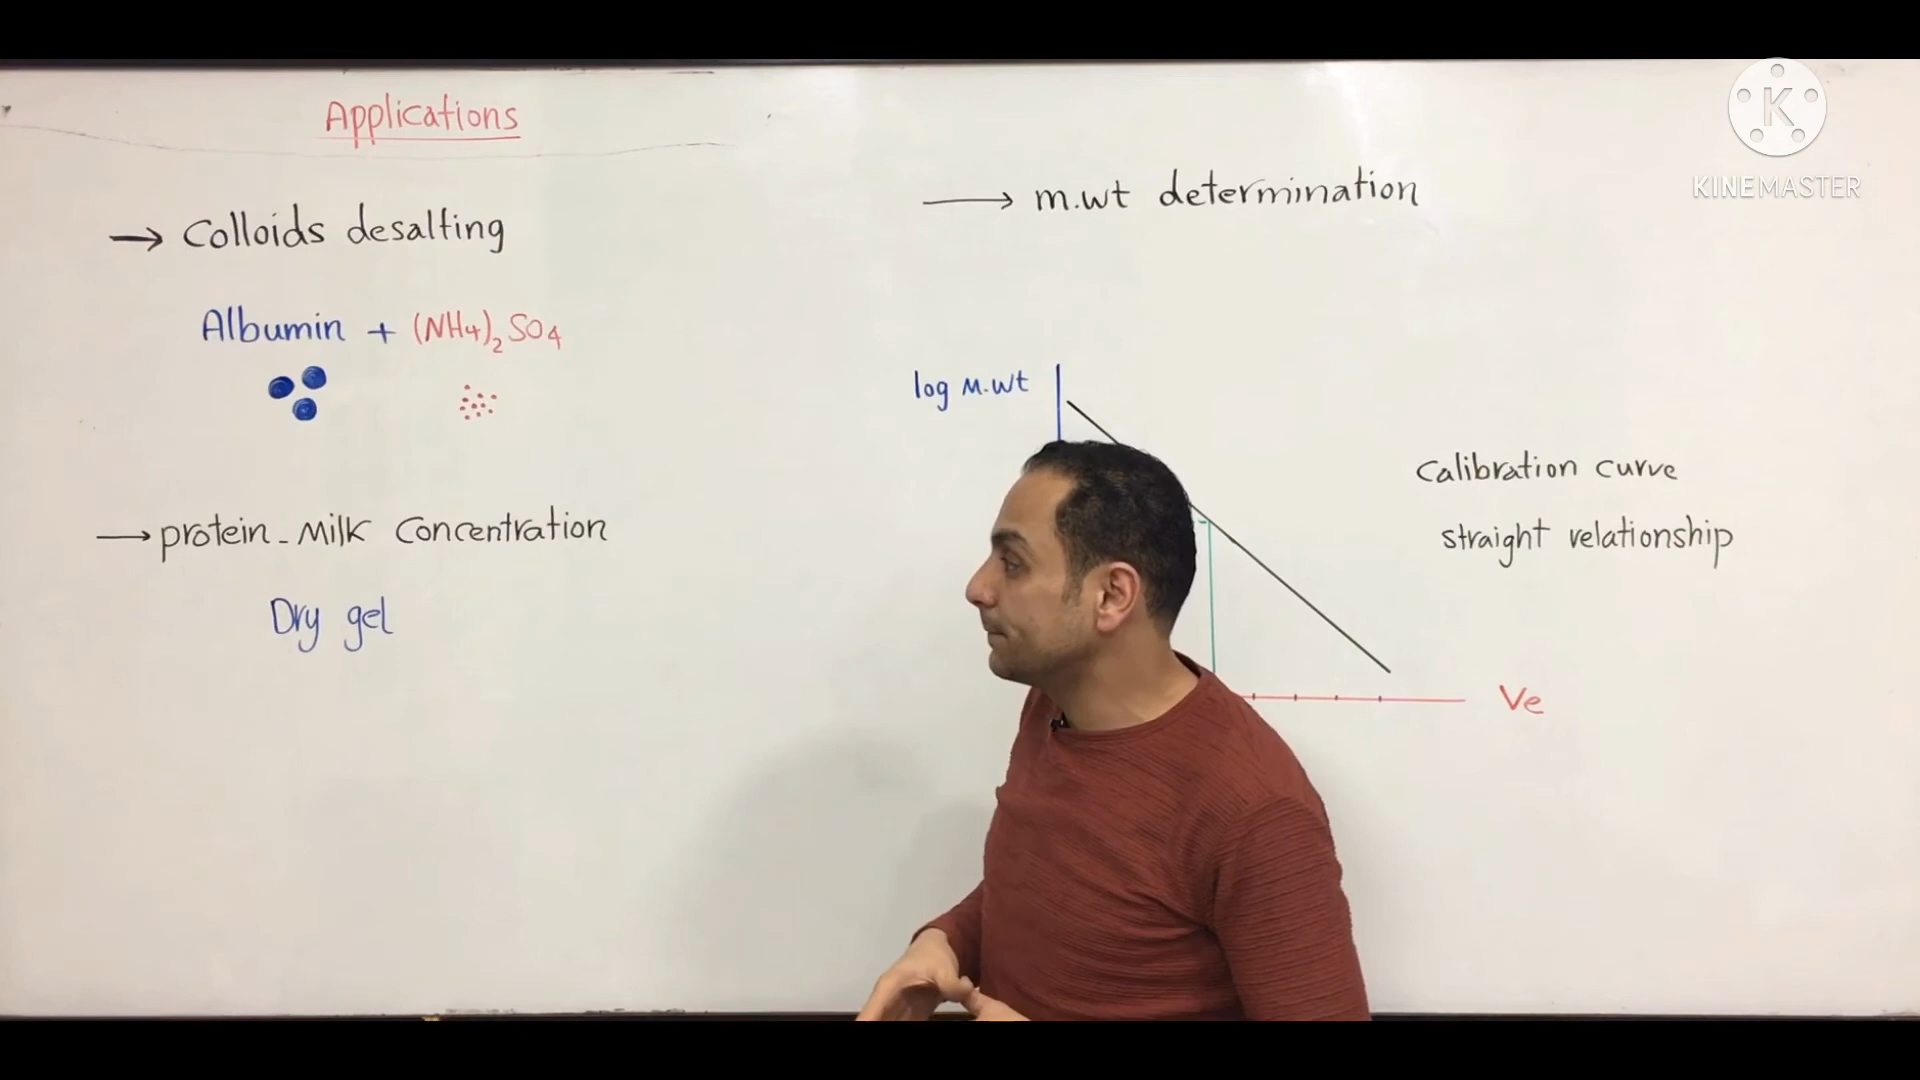 Applications
→ Colloids desalting
Albumin + (NH4)2 SO4
→ protein - Milk Concentration
Dry gel
→ m.wt determination
log M.wt
Calibration curve
straight relationship
Ve
K
KINEMASTER